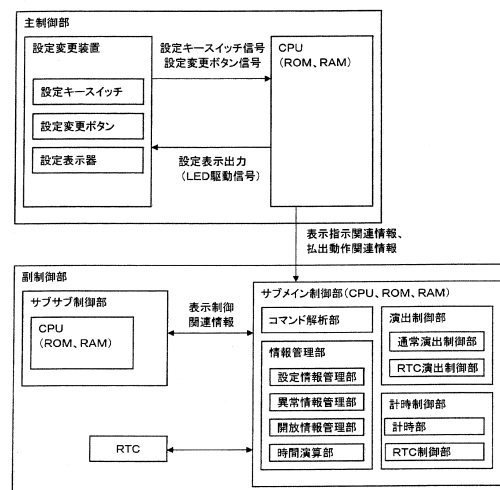 主制御部
設定変更装置
設定キースイッチ
設定変更ボタン
設定表示器
設定キースイッチ信号
設定変更ボタン信号
設定表示出力
(LED駆動信号)
CPU
(ROM、RAM)
表示指示関連情報、
払出動作関連情報
副制御部
サブサブ制御部
CPU
(ROM、RAM)
表示制御
関連情報
RTC
サブメイン制御部(CPU、ROM、RAM)
コマンド解析部
情報管理部
設定情報管理部
異常情報管理部
開放情報管理部
時間演算部
演出制御部
通常演出制御部
RTC演出制御部
計時制御部
計時部
RTC制御部